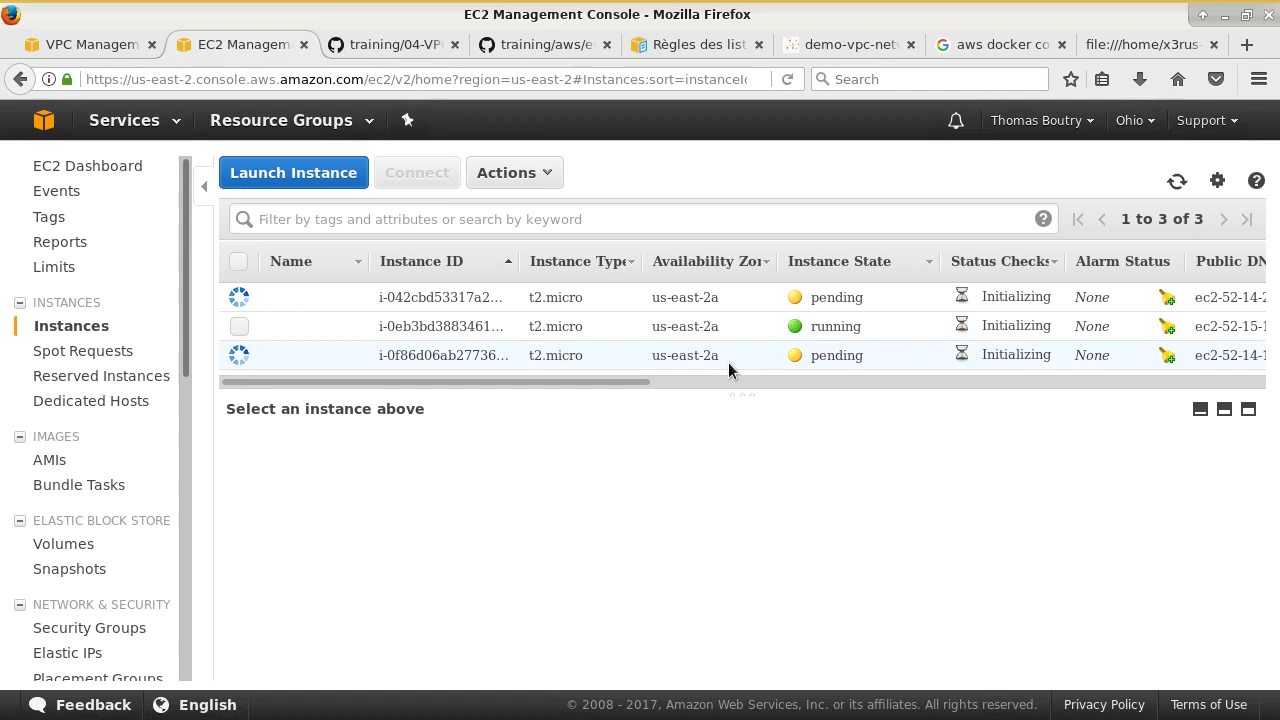 EC2 Management Console - Mozilla Firefox
VPC Managem
EC2 Managem
training/04-VP
training/aws/e
Règles des list
demo-vpc-net
aws docker co
file:///home/x3rus-
https://us-east-2.console.aws.amazon.com/ec2/v2/home?region=us-east-2#Instances:sort=instanceId
Search
Services
Resource Groups
Thomas Boutry
Ohio
Support
EC2 Dashboard
Events
Tags
Reports
Limits
INSTANCES
Instances
Spot Requests
Reserved Instances
Dedicated Hosts
IMAGES
AMIs
Bundle Tasks
ELASTIC BLOCK STORE
Volumes
Snapshots
NETWORK & SECURITY
Security Groups
Elastic IPs
Placement Groups
Launch Instance
Connect
Actions
Filter by tags and attributes or search by keyword
1 to 3 of 3
Name Instance ID Instance Type Availability Zon Instance State Status Checks Alarm Status Public DN
i-042cbd53317a2... t2.micro us-east-2a pending Initializing None ec2-52-14-2
i-0eb3bd3883461... t2.micro us-east-2a running Initializing None ec2-52-15-1
i-0f86d06ab27736... t2.micro us-east-2a pending Initializing None ec2-52-14-1
Select an instance above
Feedback
English
© 2008 - 2017, Amazon Web Services, Inc. or its affiliates. All rights reserved.
Privacy Policy
Terms of Use